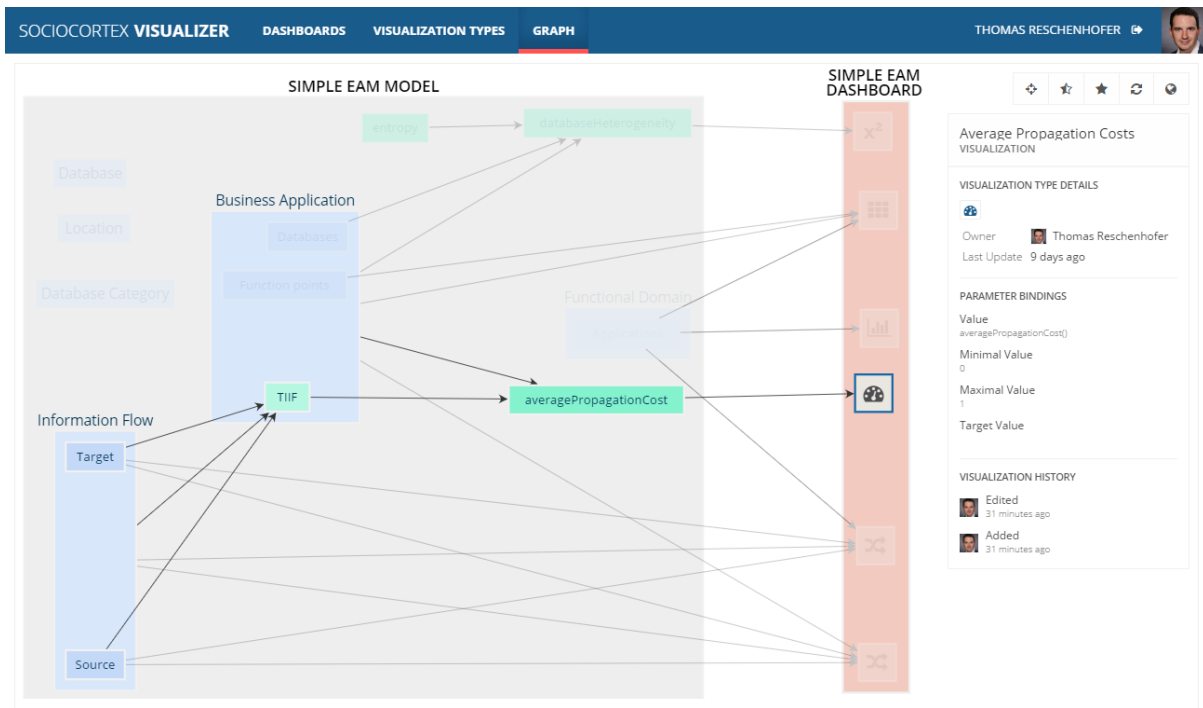 SOCIOCORTEX VISUALIZER DASHBOARDS VISUALIZATION TYPES GRAPH THOMAS RESCHENHOFER
SIMPLE EAM MODEL
SIMPLE EAM
DASHBOARD
entropy
databaseHeterogeneity
x²
Database
Business Application
Location
Databases
Function points
Database Category
Functional Domain
TIIF
averagePropagationCost
Information Flow
Target
Source
Average Propagation Costs
VISUALIZATION
VISUALIZATION TYPE DETAILS
Owner Thomas Reschenhofer
Last Update 9 days ago
PARAMETER BINDINGS
Value
averagePropagationCost()
Minimal Value
0
Maximal Value
1
Target Value
VISUALIZATION HISTORY
Edited
31 minutes ago
Added
31 minutes ago